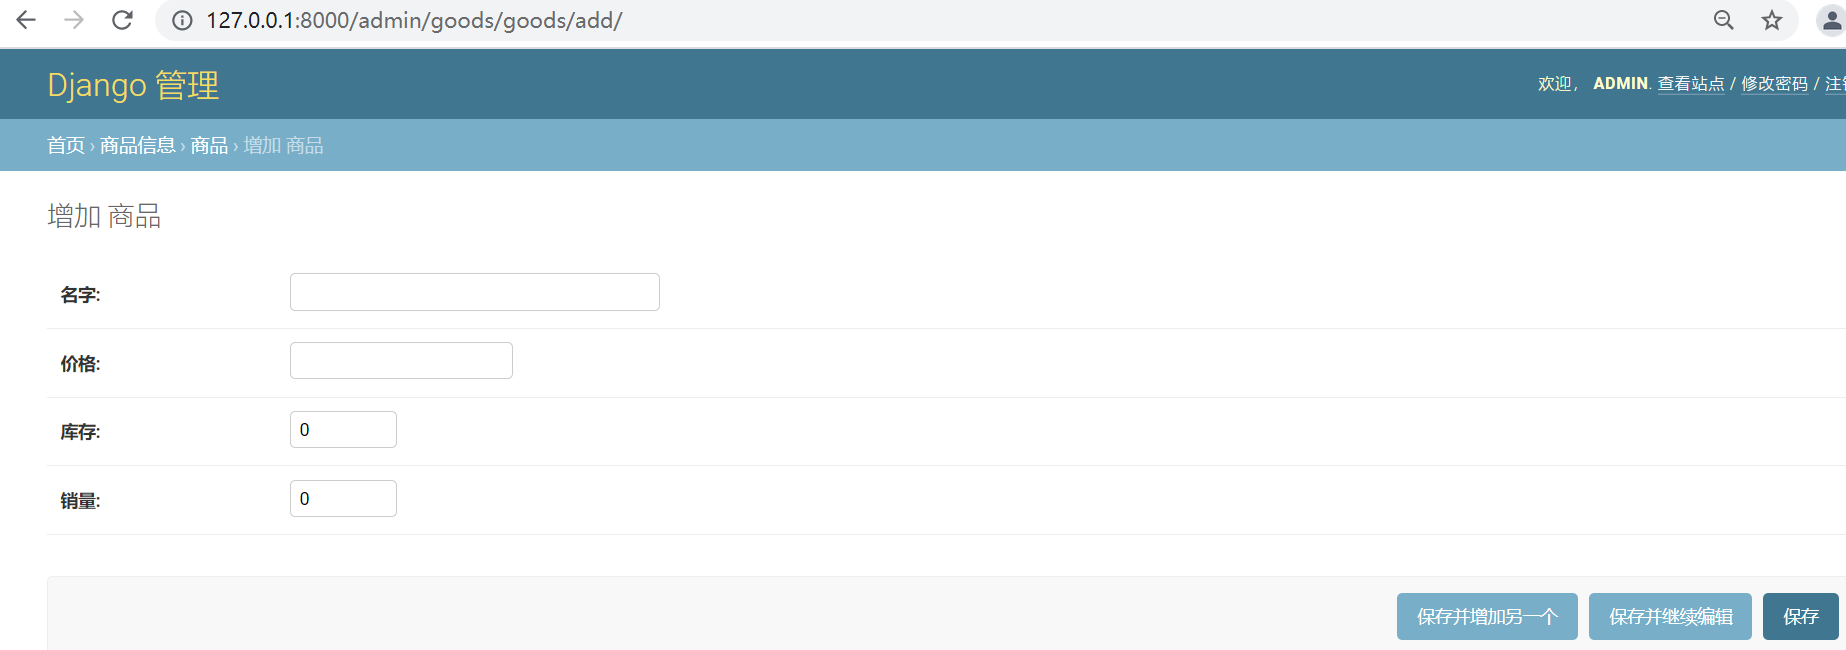 127.0.0.1:8000/admin/goods/goods/add/
Django 管理
欢迎， ADMIN. 查看站点 / 修改密码 / 注
首页 › 商品信息 › 商品 › 增加 商品
增加 商品
名字:
价格:
库存: 0
销量: 0
保存并增加另一个 保存并继续编辑 保存